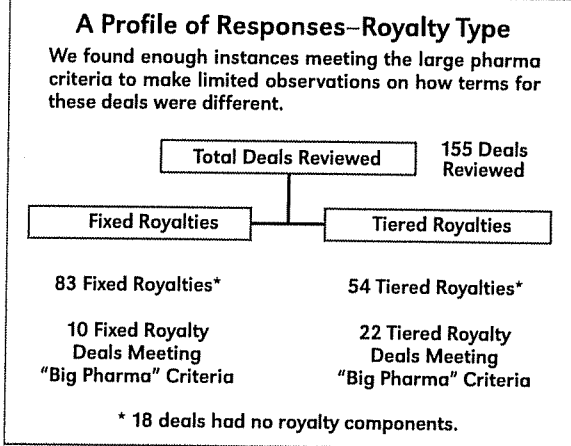 A Profile of Responses–Royalty Type
We found enough instances meeting the large pharma
criteria to make limited observations on how terms for
these deals were different.
Total Deals Reviewed
155 Deals
Reviewed
Fixed Royalties
Tiered Royalties
83 Fixed Royalties*
54 Tiered Royalties*
10 Fixed Royalty
Deals Meeting
"Big Pharma" Criteria
22 Tiered Royalty
Deals Meeting
"Big Pharma" Criteria
* 18 deals had no royalty components.